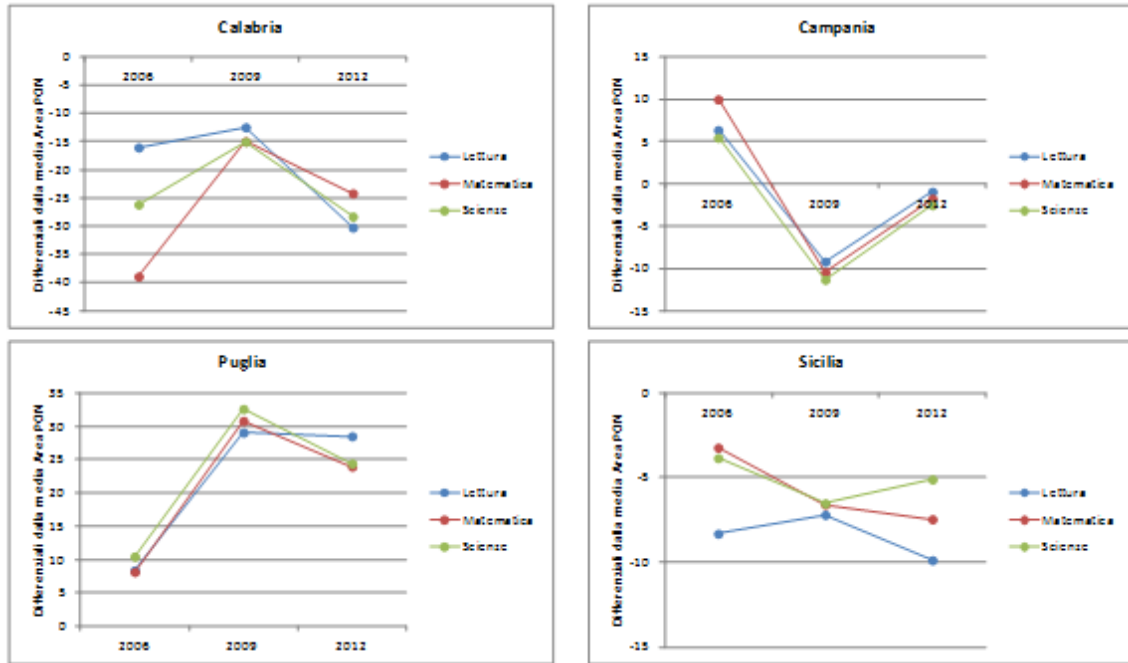 Calabria
Differenziali dalla media Area PON
0
-5
-10
-15
-20
-25
-30
-35
-40
-45
2006 2009 2012
Lettura
Matematica
Scienze
Campania
Differenziali dalla media Area PON
15
10
5
0
-5
-10
-15
2006 2009 2012
Lettura
Matematica
Scienze
Puglia
Differenziali dalla media Area PON
35
30
25
20
15
10
5
0
2006 2009 2012
Lettura
Matematica
Scienze
Sicilia
Differenziali dalla media Area PON
0
-5
-10
-15
2006 2009 2012
Lettura
Matematica
Scienze